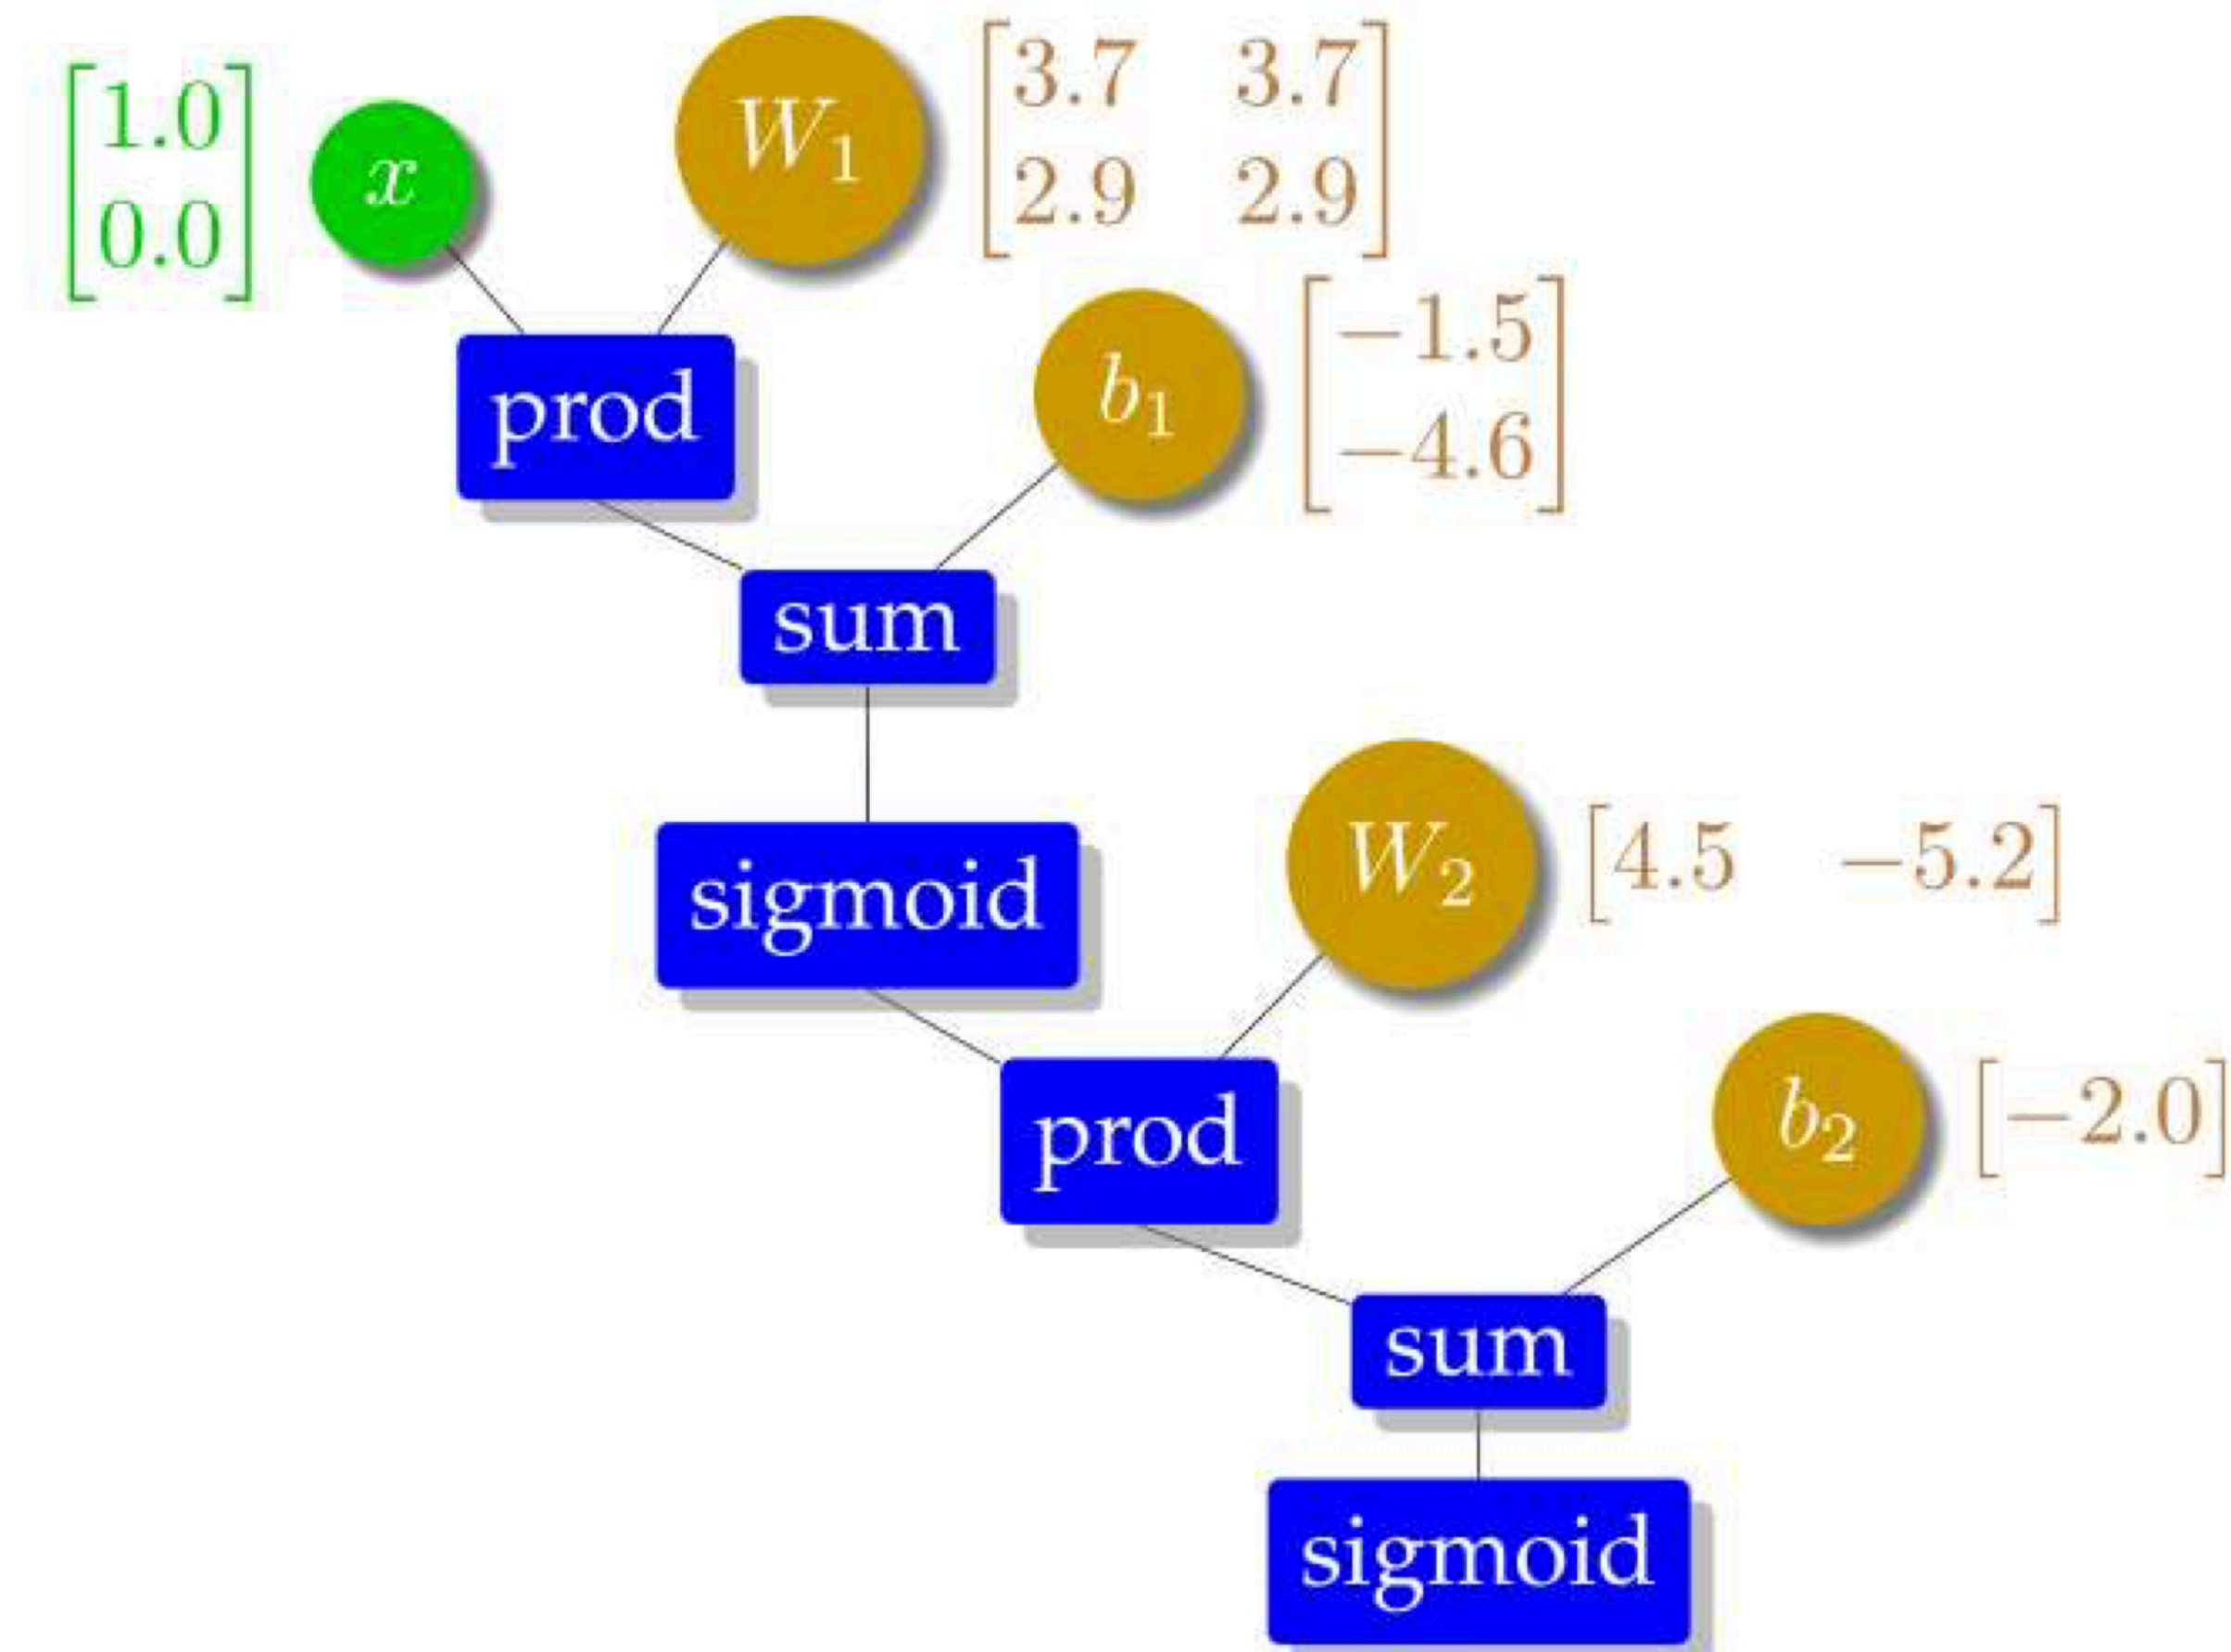 [1.0
0.0]
x
W₁
[3.7 3.7
2.9 2.9]
prod
b₁
[−1.5
−4.6]
sum
sigmoid
W₂
[4.5 −5.2]
prod
b₂
[−2.0]
sum
sigmoid